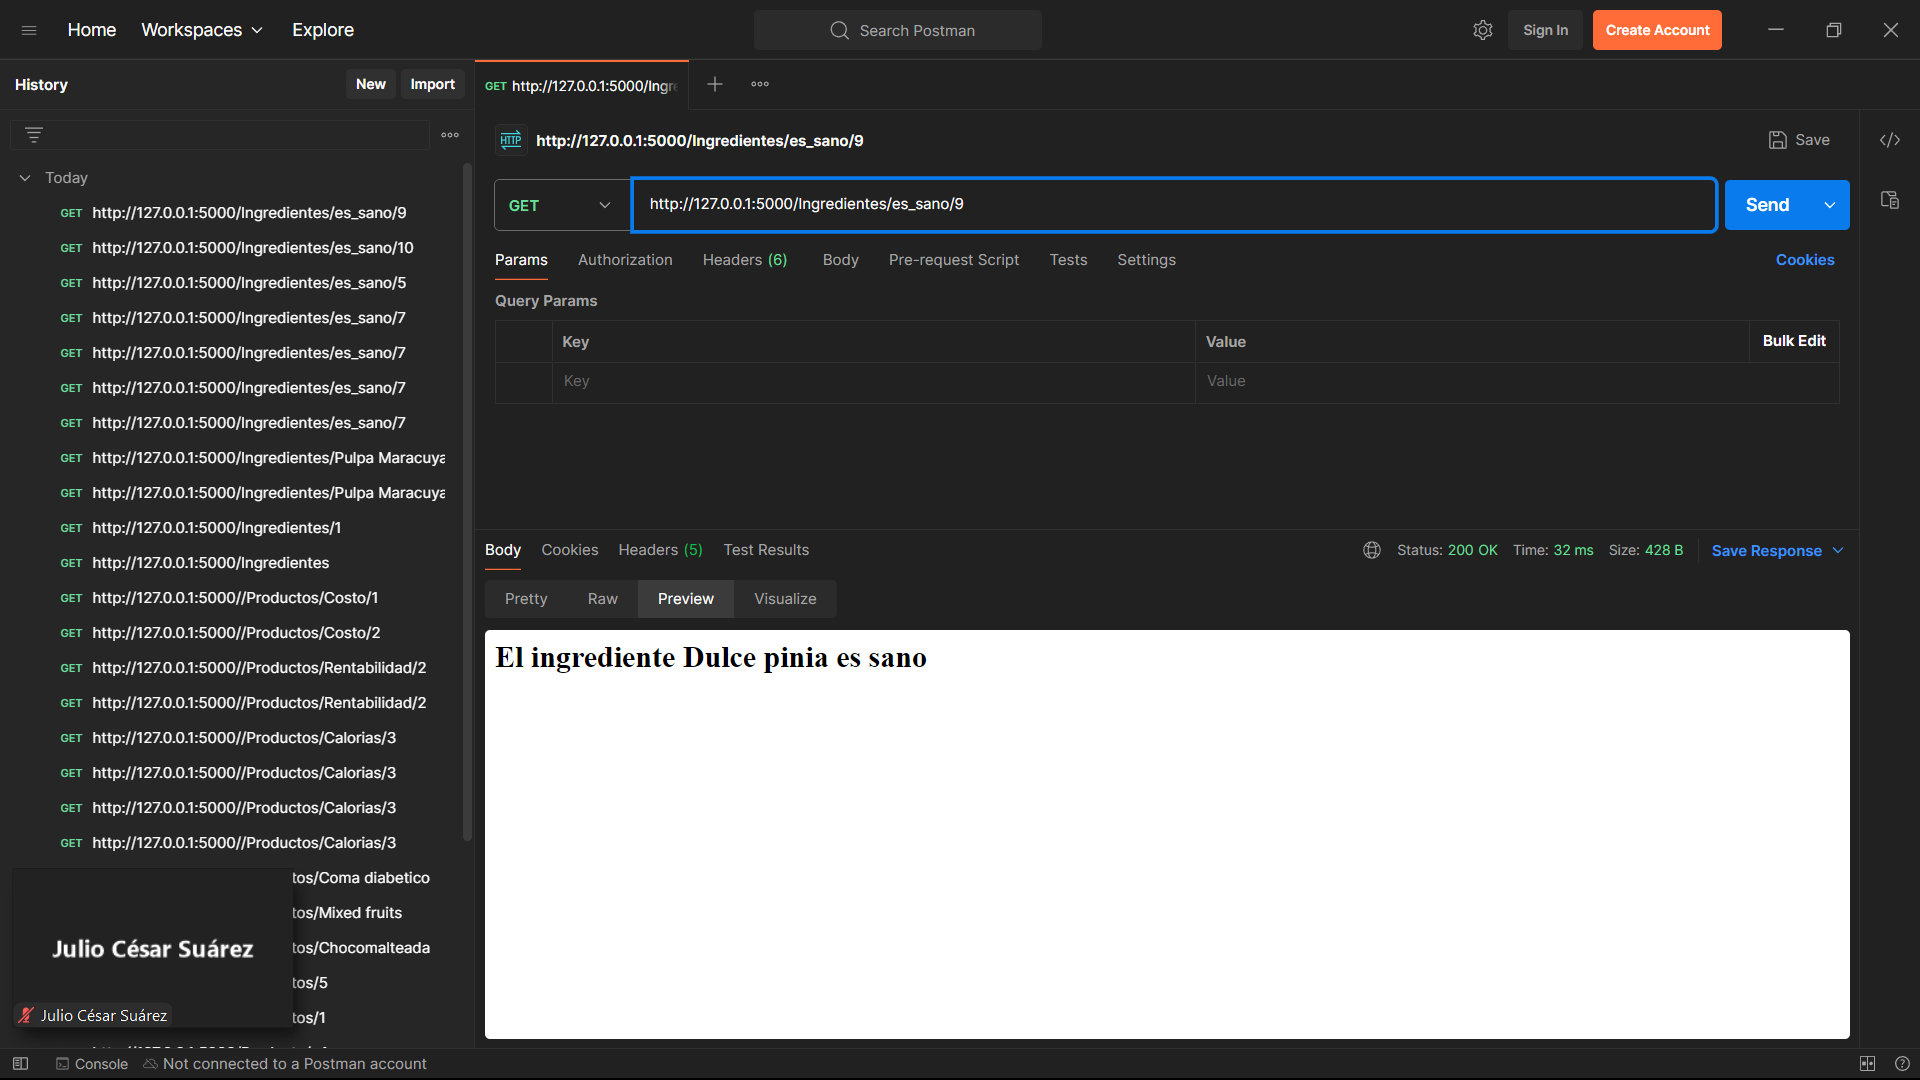 Home Workspaces Explore Search Postman Sign In Create Account
History New Import
GET http://127.0.0.1:5000/Ingre
Today
GET http://127.0.0.1:5000/Ingredientes/es_sano/9
GET http://127.0.0.1:5000/Ingredientes/es_sano/10
GET http://127.0.0.1:5000/Ingredientes/es_sano/5
GET http://127.0.0.1:5000/Ingredientes/es_sano/7
GET http://127.0.0.1:5000/Ingredientes/es_sano/7
GET http://127.0.0.1:5000/Ingredientes/es_sano/7
GET http://127.0.0.1:5000/Ingredientes/es_sano/7
GET http://127.0.0.1:5000/Ingredientes/Pulpa Maracuya
GET http://127.0.0.1:5000/Ingredientes/Pulpa Maracuya
GET http://127.0.0.1:5000/Ingredientes/1
GET http://127.0.0.1:5000/Ingredientes
GET http://127.0.0.1:5000//Productos/Costo/1
GET http://127.0.0.1:5000//Productos/Costo/2
GET http://127.0.0.1:5000//Productos/Rentabilidad/2
GET http://127.0.0.1:5000//Productos/Rentabilidad/2
GET http://127.0.0.1:5000//Productos/Calorias/3
GET http://127.0.0.1:5000//Productos/Calorias/3
GET http://127.0.0.1:5000//Productos/Calorias/3
GET http://127.0.0.1:5000//Productos/Calorias/3
tos/Coma diabetico
tos/Mixed fruits
tos/Chocomalteada
tos/5
tos/1
Julio César Suárez
Julio César Suárez
HTTP http://127.0.0.1:5000/Ingredientes/es_sano/9 Save
GET http://127.0.0.1:5000/Ingredientes/es_sano/9 Send
Params Authorization Headers (6) Body Pre-request Script Tests Settings Cookies
Query Params
Key Value Bulk Edit
Key Value
Body Cookies Headers (5) Test Results Status: 200 OK Time: 32 ms Size: 428 B Save Response
Pretty Raw Preview Visualize
El ingrediente Dulce pinia es sano
Console Not connected to a Postman account